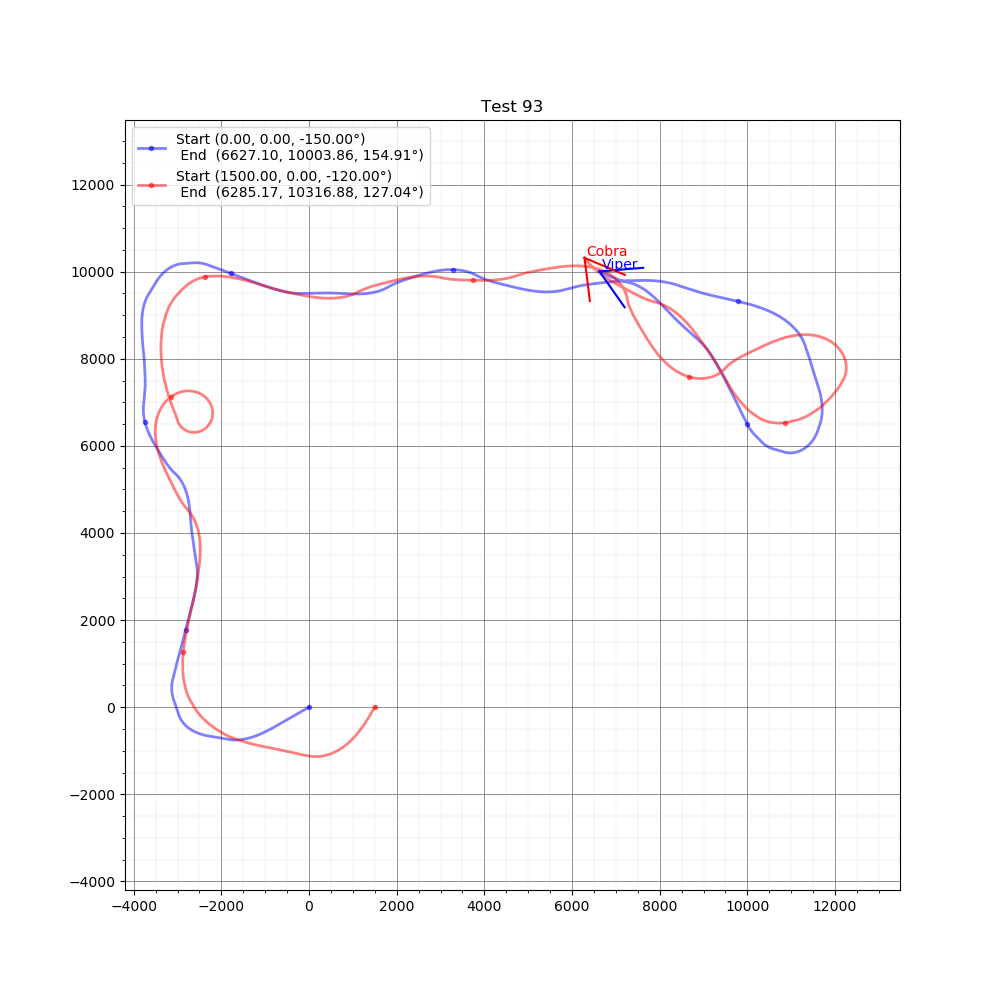 Test 93
Start (0.00, 0.00, -150.00°)
End  (6627.10, 10003.86, 154.91°)
Start (1500.00, 0.00, -120.00°)
End  (6285.17, 10316.88, 127.04°)
Cobra
Viper
12000
10000
8000
6000
4000
2000
0
−2000
−4000
−4000 −2000 0 2000 4000 6000 8000 10000 12000